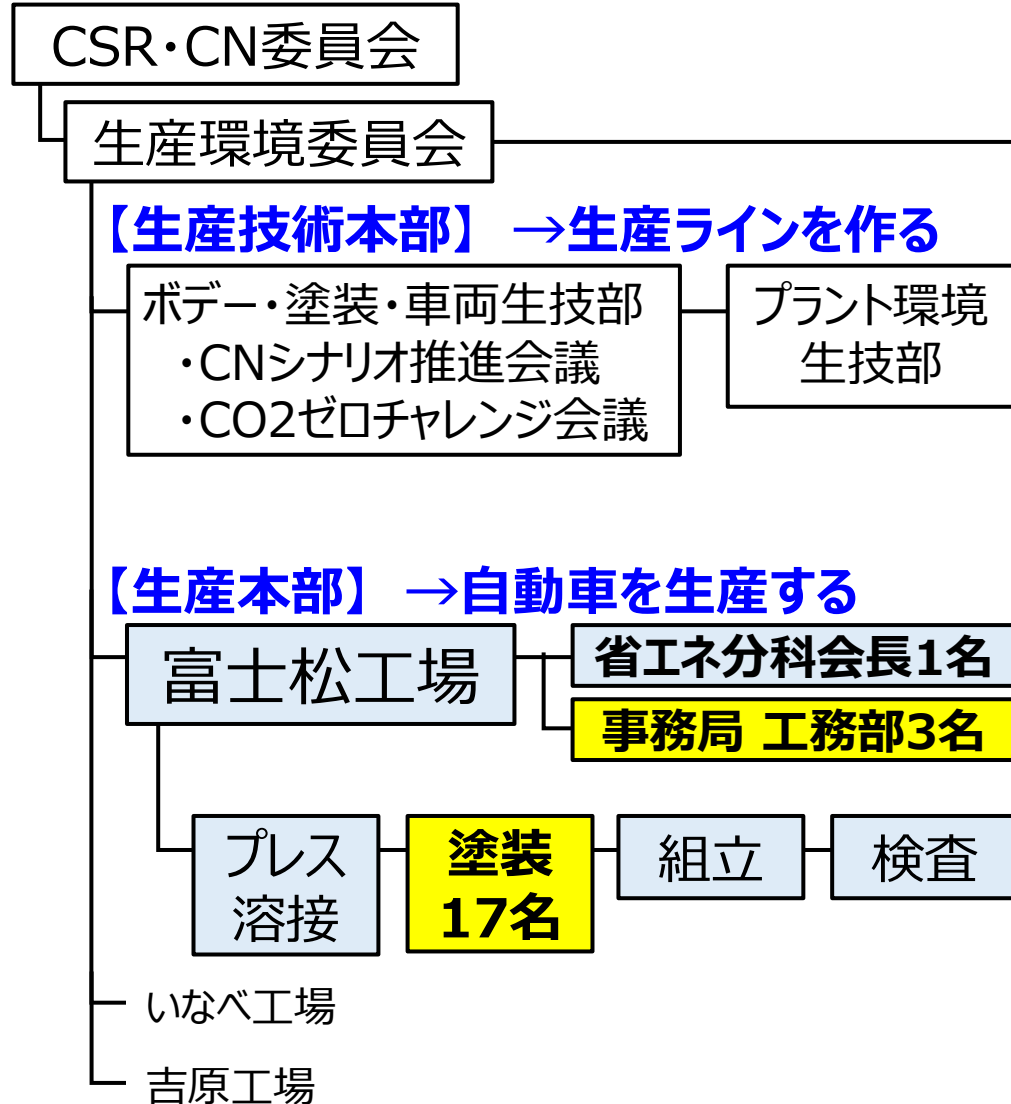 CSR・CN委員会
生産環境委員会
【生産技術本部】 →生産ラインを作る
ボデー・塗装・車両生技部
・CNシナリオ推進会議
・CO2ゼロチャレンジ会議
プラント環境
生技部
【生産本部】 →自動車を生産する
富士松工場
省エネ分科会長1名
事務局 工務部3名
プレス
溶接
塗装
17名
組立
検査
いなべ工場
吉原工場